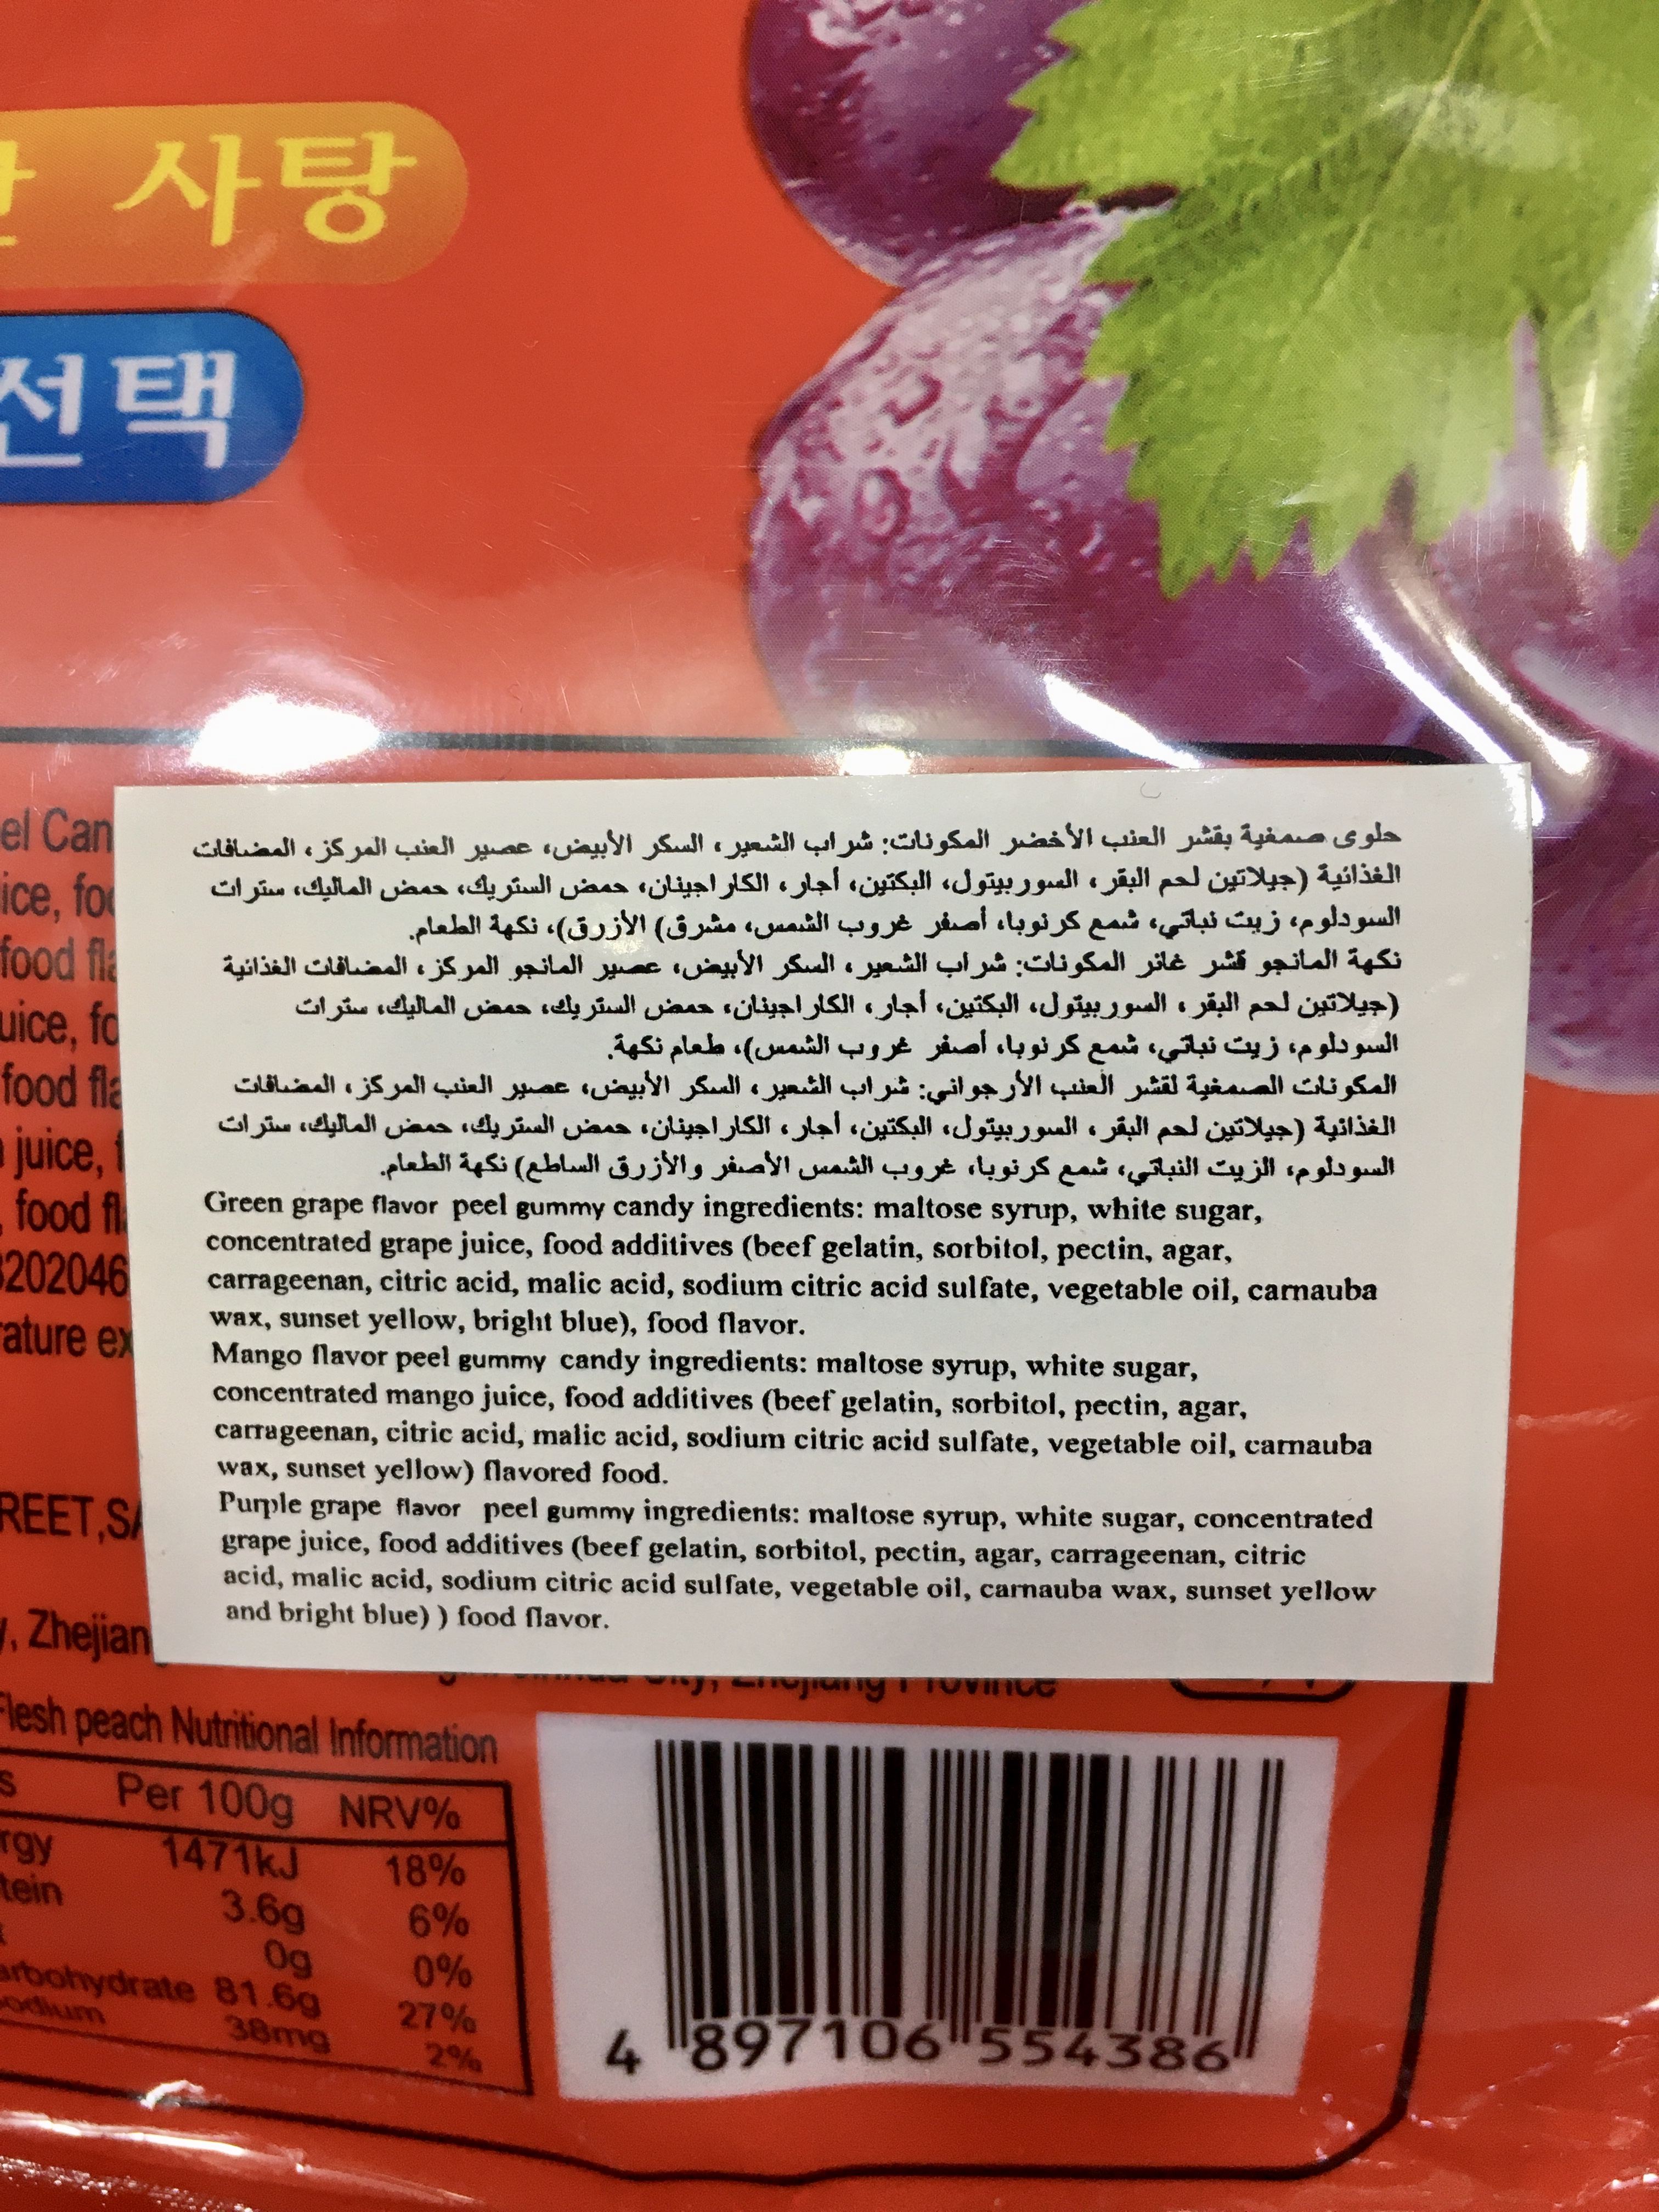 사탕
선택
حلوى صمغية بقشر العنب الأخضر المكونات: شراب الشعير، السكر الأبيض، عصير العنب المركز، المضافات
الغذائية (جيلاتين لحم البقر، السوربيتول، البكتين، أجار، الكاراجينان، حمض الستريك، حمض الماليك، سترات
السودلوم، زيت نباتي، شمع كرنوبا، أصفر غروب الشمس، مشرق) الأزرق)، نكهة الطعام.
نكهة المانجو قشر غانر المكونات: شراب الشعير، السكر الأبيض، عصير المانجو المركز، المضافات الغذائية
(جيلاتين لحم البقر، السوربيتول، البكتين، أجار، الكاراجينان، حمض الستريك، حمض الماليك، سترات
السودلوم، زيت نباتي، شمع كرنوبا، أصفر غروب الشمس)، طعام نكهة.
المكونات الصمغية لقشر العنب الأرجواني: شراب الشعير، السكر الأبيض، عصير العنب المركز، المضافات
الغذائية (جيلاتين لحم البقر، السوربيتول، البكتين، أجار، الكاراجينان، حمض الستريك، حمض الماليك، سترات
السودلوم، الزيت النباتي، شمع كرنوبا، غروب الشمس الأصفر والأزرق الساطع) نكهة الطعام.
Green grape flavor peel gummy candy ingredients: maltose syrup, white sugar,
concentrated grape juice, food additives (beef gelatin, sorbitol, pectin, agar,
carrageenan, citric acid, malic acid, sodium citric acid sulfate, vegetable oil, carnauba
wax, sunset yellow, bright blue), food flavor.
Mango flavor peel gummy candy ingredients: maltose syrup, white sugar,
concentrated mango juice, food additives (beef gelatin, sorbitol, pectin, agar,
carrageenan, citric acid, malic acid, sodium citric acid sulfate, vegetable oil, carnauba
wax, sunset yellow) flavored food.
Purple grape flavor peel gummy ingredients: maltose syrup, white sugar, concentrated
grape juice, food additives (beef gelatin, sorbitol, pectin, agar, carrageenan, citric
acid, malic acid, sodium citric acid sulfate, vegetable oil, carnauba wax, sunset yellow
and bright blue) ) food flavor.
el Can
ice, foo
food fla
uice, fo
food fla
juice,
, food fl
202046
rature ex
REET,SA
y, Zhejian
City, Zhejiang Province
Flesh peach Nutritional Information
s Per 100g NRV%
rgy 1471kJ 18%
tein 3.6g 6%
0g 0%
arbohydrate 81.6g 27%
odium 38mg 2%
4 897106 554386